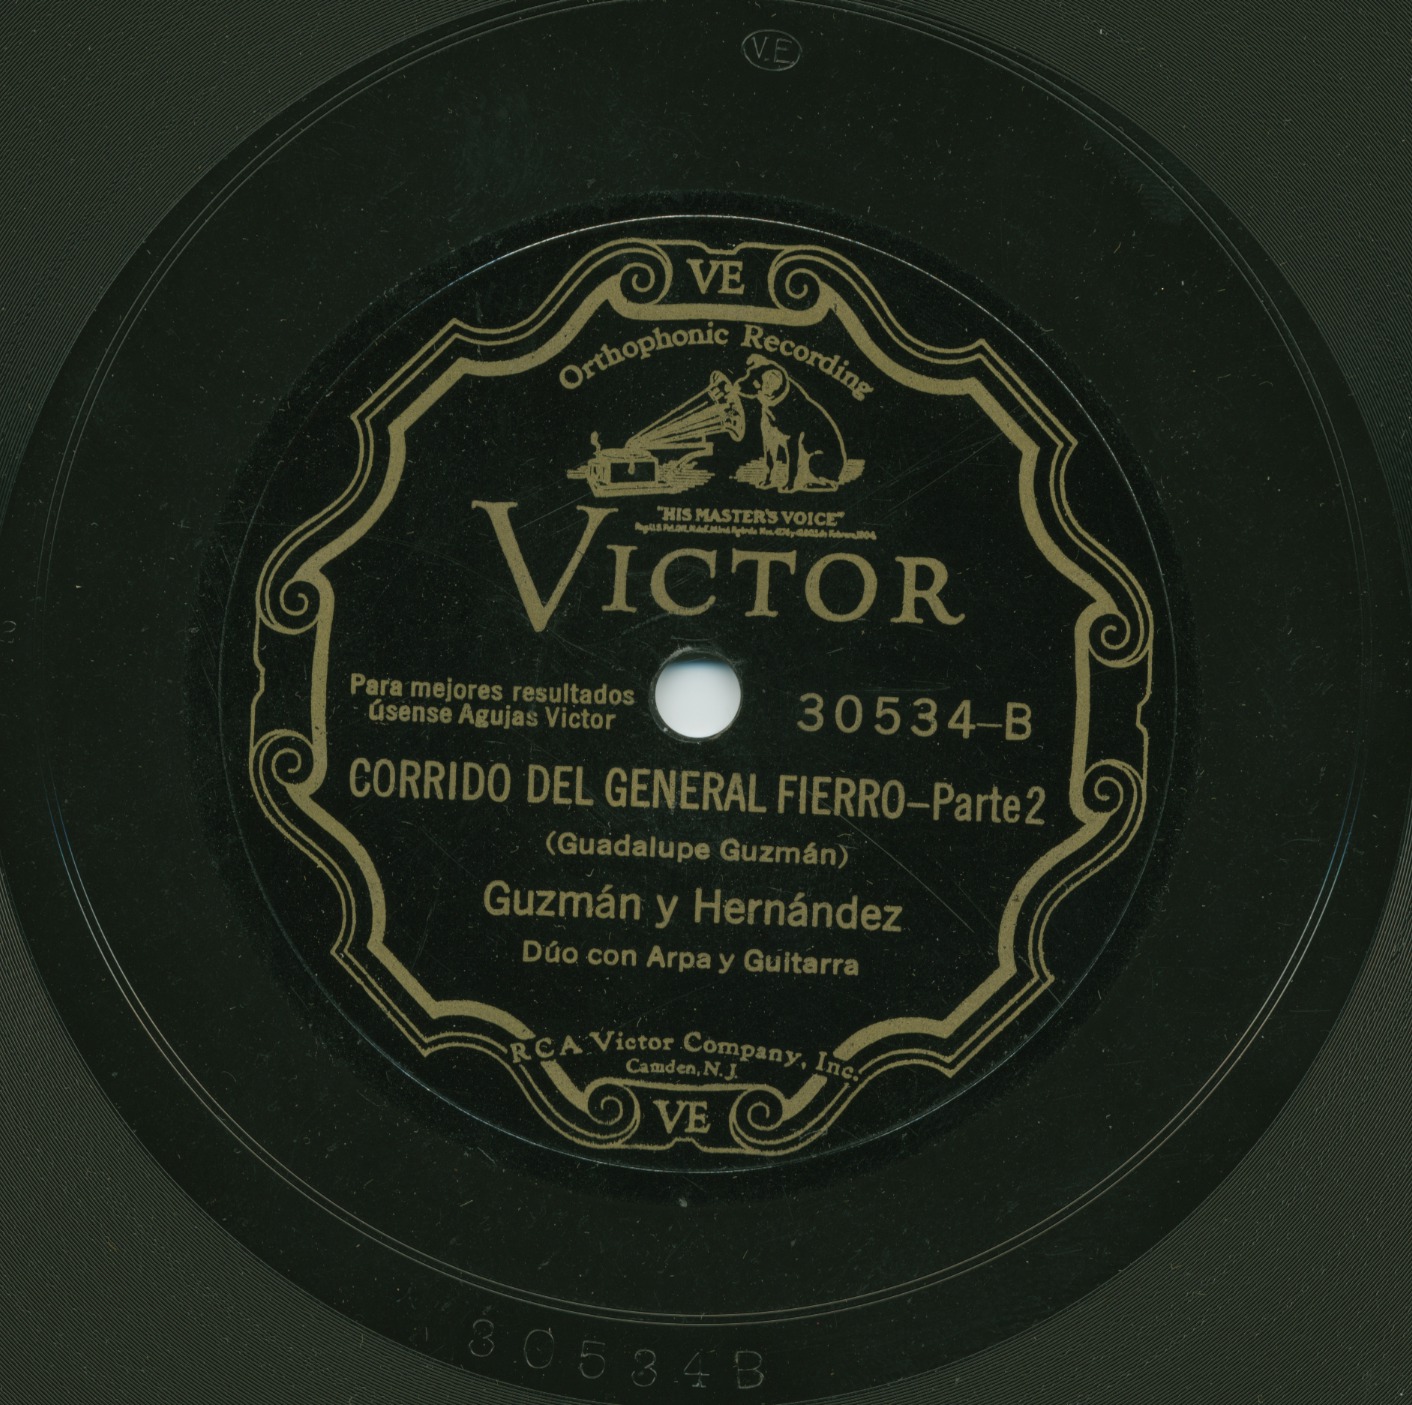 V.E
VE
Orthophonic Recording
"HIS MASTER'S VOICE"
VICTOR
Para mejores resultados
úsense Agujas Victor
30534-B
CORRIDO DEL GENERAL FIERRO-Parte 2
(Guadalupe Guzmán)
Guzmán y Hernández
Dúo con Arpa y Guitarra
RCA Victor Company, Inc.
Camden, N.J.
VE
30534B